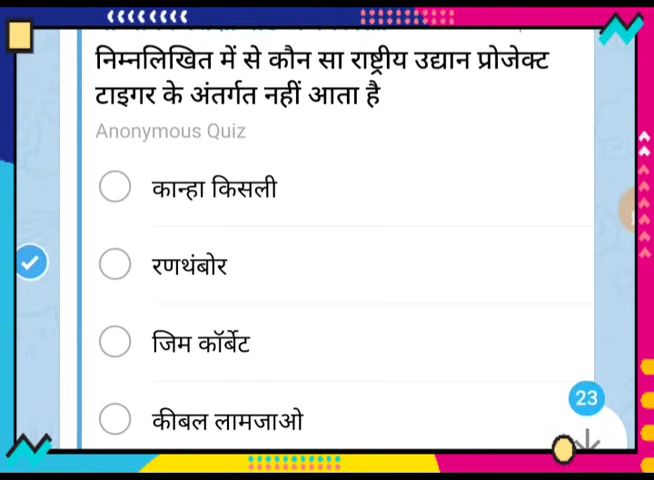 निम्नलिखित में से कौन सा राष्ट्रीय उद्यान प्रोजेक्ट
टाइगर के अंतर्गत नहीं आता है
Anonymous Quiz
कान्हा किसली
रणथंबोर
जिम कॉर्बेट
कीबल लामजाओ
23